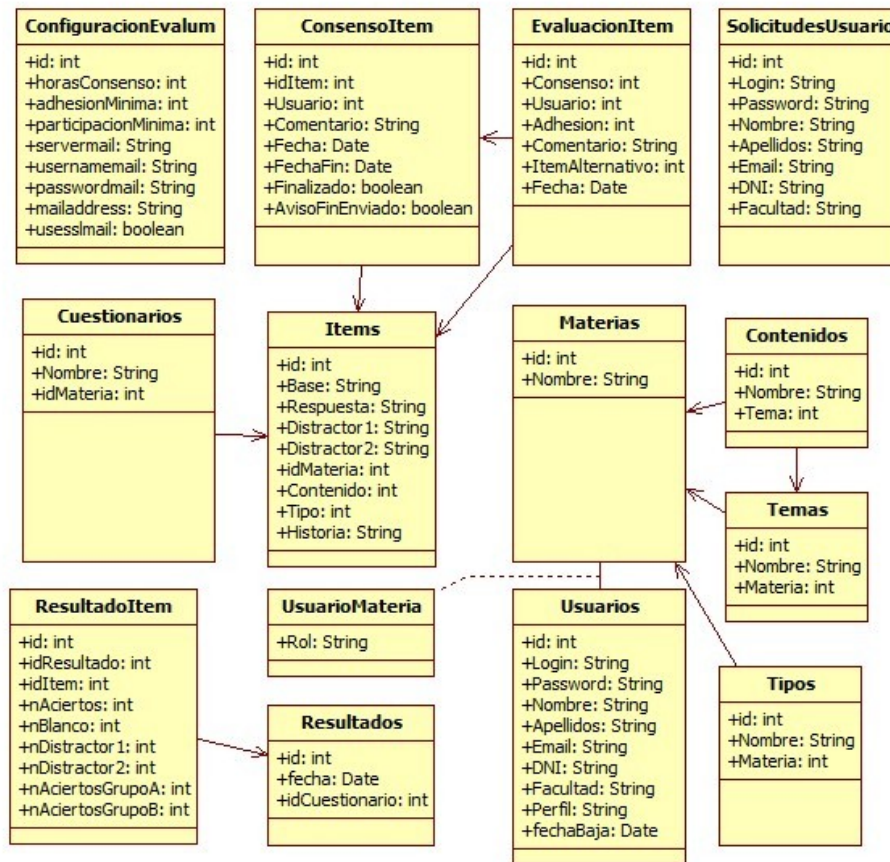 ConfiguracionEvalum
+id: int
+horasConsenso: int
+adhesionMinima: int
+participacionMinima: int
+servermail: String
+usernamemail: String
+passwordmail: String
+mailaddress: String
+usesslmail: boolean
ConsensoItem
+id: int
+idItem: int
+Usuario: int
+Comentario: String
+Fecha: Date
+FechaFin: Date
+Finalizado: boolean
+AvisoFinEnviado: boolean
EvaluacionItem
+id: int
+Consenso: int
+Usuario: int
+Adhesion: int
+Comentario: String
+ItemAlternativo: int
+Fecha: Date
SolicitudesUsuario
+id: int
+Login: String
+Password: String
+Nombre: String
+Apellidos: String
+Email: String
+DNI: String
+Facultad: String
Cuestionarios
+id: int
+Nombre: String
+idMateria: int
Items
+id: int
+Base: String
+Respuesta: String
+Distractor1: String
+Distractor2: String
+idMateria: int
+Contenido: int
+Tipo: int
+Historia: String
Materias
+id: int
+Nombre: String
Contenidos
+id: int
+Nombre: String
+Tema: int
Temas
+id: int
+Nombre: String
+Materia: int
ResultadoItem
+id: int
+idResultado: int
+idItem: int
+nAciertos: int
+nBlanco: int
+nDistractor1: int
+nDistractor2: int
+nAciertosGrupoA: int
+nAciertosGrupoB: int
UsuarioMateria
+Rol: String
Resultados
+id: int
+fecha: Date
+idCuestionario: int
Usuarios
+id: int
+Login: String
+Password: String
+Nombre: String
+Apellidos: String
+Email: String
+DNI: String
+Facultad: String
+Perfil: String
+fechaBaja: Date
Tipos
+id: int
+Nombre: String
+Materia: int